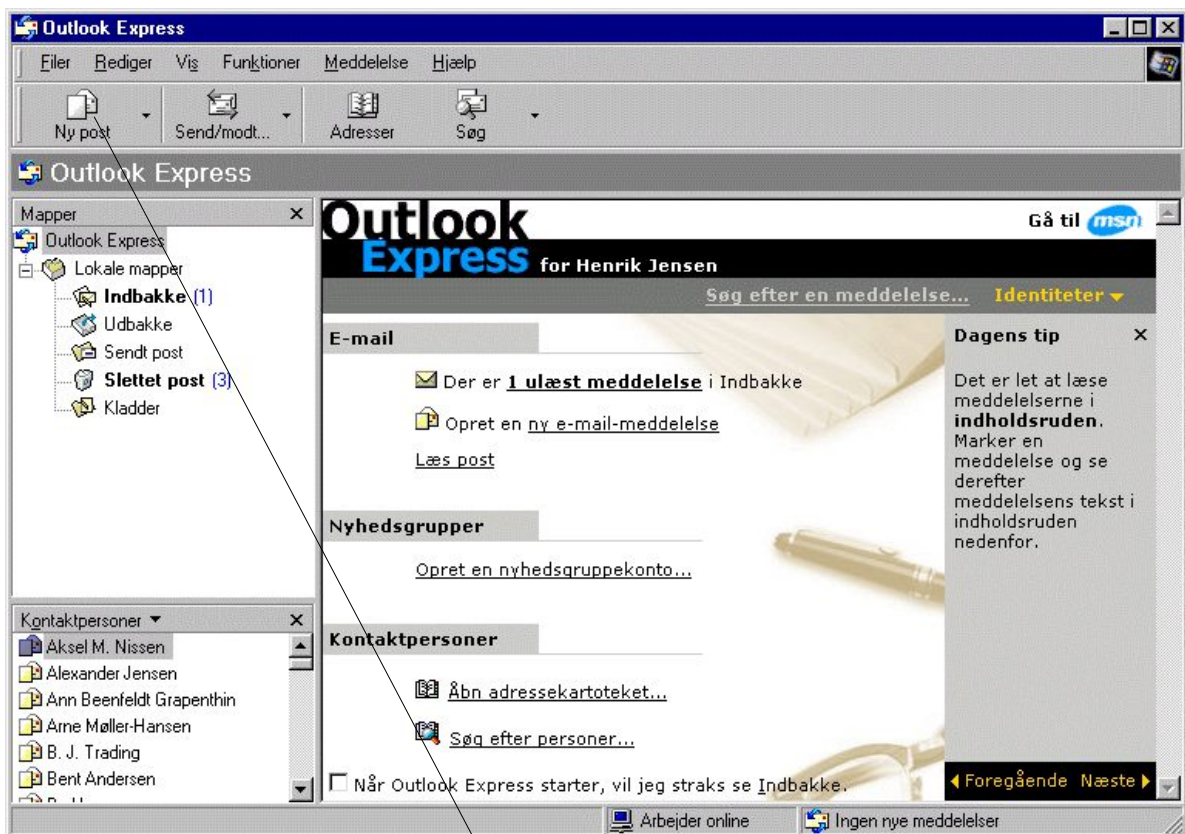 Outlook Express
Filer Rediger Vis Funktioner Meddelelse Hjælp
Ny post Send/modt... Adresser Søg
Outlook Express
Mapper
Outlook Express
Lokale mapper
Indbakke (1)
Udbakke
Sendt post
Slettet post (3)
Kladder
Kontaktpersoner
Aksel M. Nissen
Alexander Jensen
Ann Beenfeldt Grapenthin
Arne Møller-Hansen
B. J. Trading
Bent Andersen
Outlook
Express for Henrik Jensen
Gå til msn
Søg efter en meddelelse... Identiteter
E-mail
Der er 1 ulæst meddelelse i Indbakke
Opret en ny e-mail-meddelelse
Læs post
Nyhedsgrupper
Opret en nyhedsgruppekonto...
Kontaktpersoner
Åbn adressekartoteket...
Søg efter personer...
Når Outlook Express starter, vil jeg straks se Indbakke.
Dagens tip
Det er let at læse
meddelelserne i
indholdsruden.
Marker en
meddelelse og se
derefter
meddelelsens tekst i
indholdsruden
nedenfor.
Foregående Næste
Arbejder online
Ingen nye meddelelser